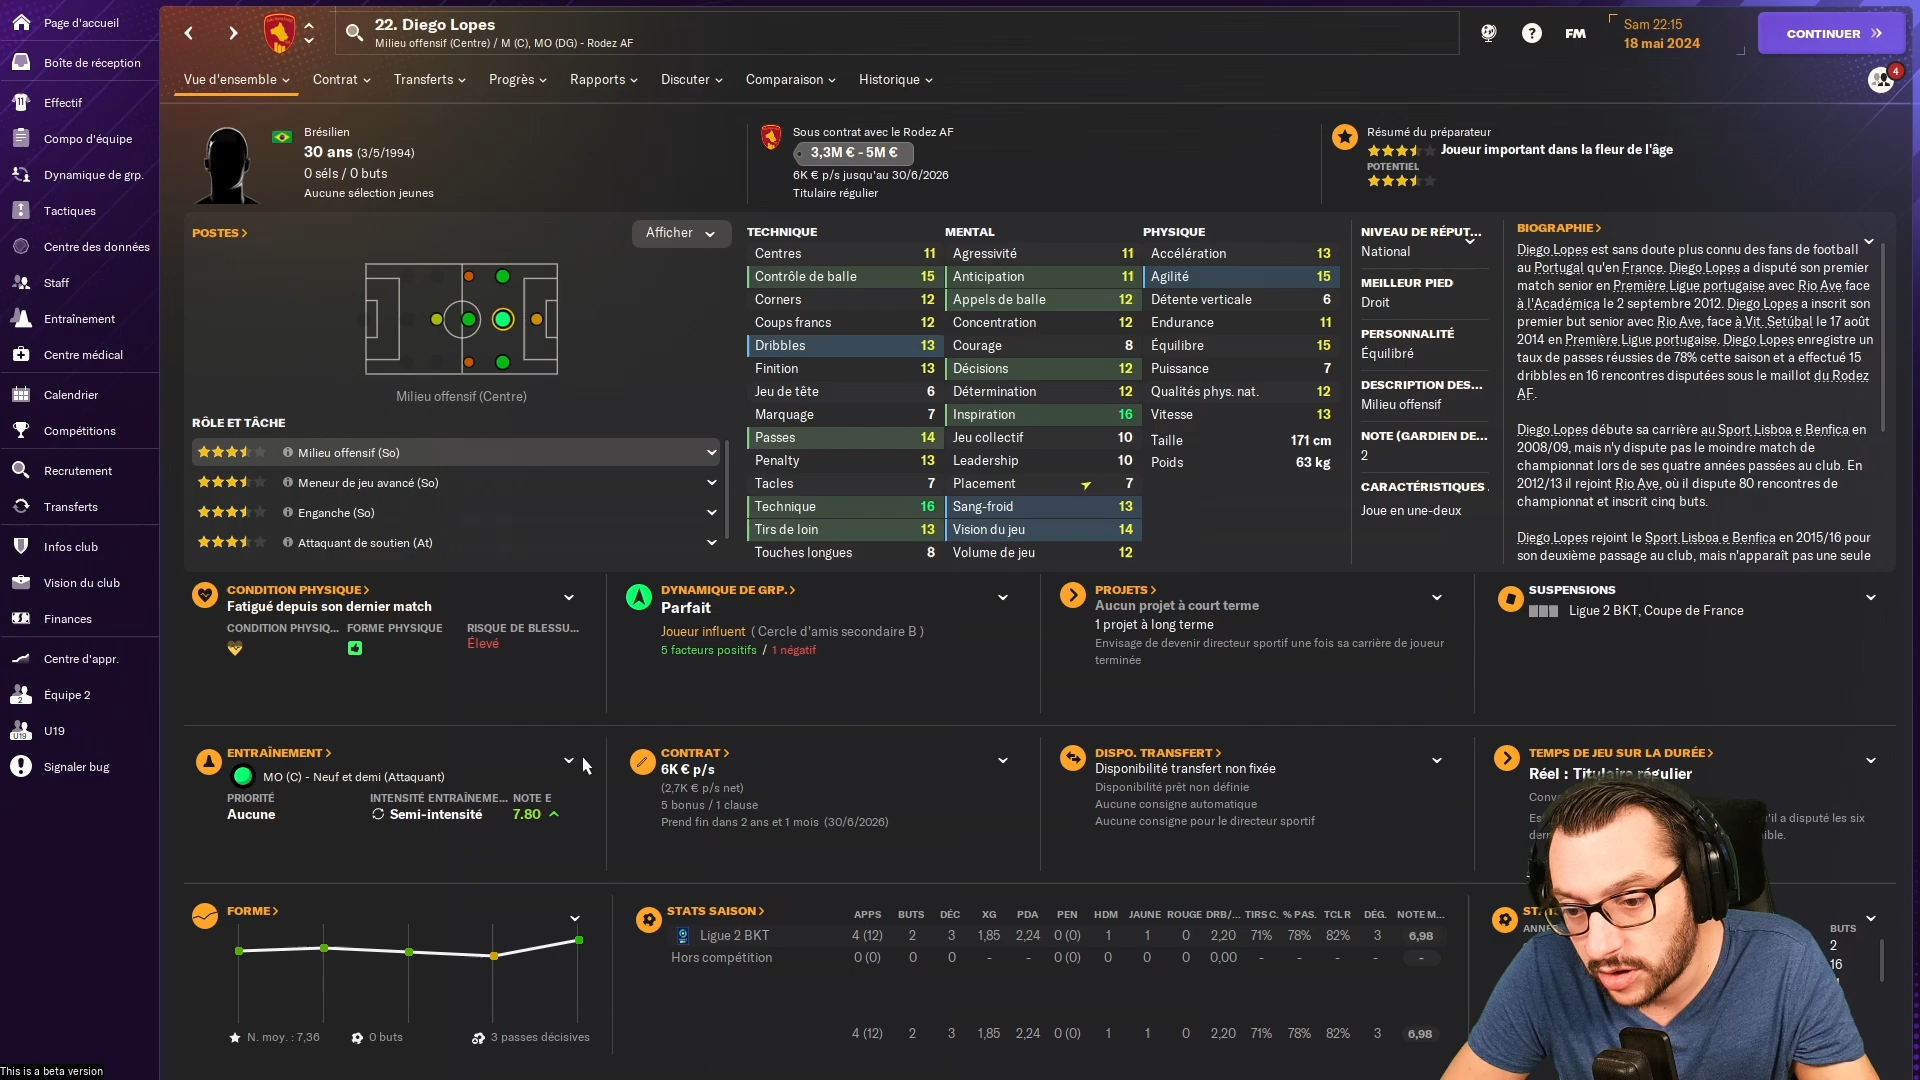 Page d'accueil
Boîte de réception
Effectif
Compo d'équipe
Dynamique de grp.
Tactiques
Centre des données
Staff
Entraînement
Centre médical
Calendrier
Compétitions
Recrutement
Transferts
Infos club
Vision du club
Finances
Centre d'appr.
Équipe 2
U19
Signaler bug
This is a beta version
22. Diego Lopes
Milieu offensif (Centre) / M (C), MO (DG) - Rodez AF
FM
Sam 22:15
18 mai 2024
CONTINUER
4
Vue d'ensemble
Contrat
Transferts
Progrès
Rapports
Discuter
Comparaison
Historique
Brésilien
30 ans (3/5/1994)
0 séls / 0 buts
Aucune sélection jeunes
Sous contrat avec le Rodez AF
3,3M € - 5M €
6K € p/s jusqu'au 30/6/2026
Titulaire régulier
Résumé du préparateur
Joueur important dans la fleur de l'âge
POTENTIEL
POSTES >
Afficher
Milieu offensif (Centre)
RÔLE ET TÂCHE
Milieu offensif (So)
Meneur de jeu avancé (So)
Enganche (So)
Attaquant de soutien (At)
TECHNIQUE
Centres 11
Contrôle de balle 15
Corners 12
Coups francs 12
Dribbles 13
Finition 13
Jeu de tête 6
Marquage 7
Passes 14
Penalty 13
Tacles 7
Technique 16
Tirs de loin 13
Touches longues 8
MENTAL
Agressivité 11
Anticipation 11
Appels de balle 12
Concentration 12
Courage 8
Décisions 12
Détermination 12
Inspiration 16
Jeu collectif 10
Leadership 10
Placement 7
Sang-froid 13
Vision du jeu 14
Volume de jeu 12
PHYSIQUE
Accélération 13
Agilité 15
Détente verticale 6
Endurance 11
Équilibre 15
Puissance 7
Qualités phys. nat. 12
Vitesse 13
Taille 171 cm
Poids 63 kg
NIVEAU DE RÉPUT...
National
MEILLEUR PIED
Droit
PERSONNALITÉ
Équilibré
DESCRIPTION DES...
Milieu offensif
NOTE (GARDIEN DE...
2
CARACTÉRISTIQUES
Joue en une-deux
BIOGRAPHIE >
Diego Lopes est sans doute plus connu des fans de football
au Portugal qu'en France. Diego Lopes a disputé son premier
match senior en Première Ligue portugaise avec Rio Ave face
à l'Académica le 2 septembre 2012. Diego Lopes a inscrit son
premier but senior avec Rio Ave, face à Vit. Setúbal le 17 août
2014 en Première Ligue portugaise. Diego Lopes enregistre un
taux de passes réussies de 78% cette saison et a effectué 15
dribbles en 16 rencontres disputées sous le maillot du Rodez
AF.
Diego Lopes débute sa carrière au Sport Lisboa e Benfica en
2008/09, mais n'y dispute pas le moindre match de
championnat lors de ses quatre années passées au club. En
2012/13 il rejoint Rio Ave, où il dispute 80 rencontres de
championnat et inscrit cinq buts.
Diego Lopes rejoint le Sport Lisboa e Benfica en 2015/16 pour
son deuxième passage au club, mais n'apparaît pas une seule
CONDITION PHYSIQUE >
Fatigué depuis son dernier match
CONDITION PHYSIQ... FORME PHYSIQUE RISQUE DE BLESSU...
Élevé
DYNAMIQUE DE GRP. >
Parfait
Joueur influent ( Cercle d'amis secondaire B )
5 facteurs positifs / 1 négatif
PROJETS >
Aucun projet à court terme
1 projet à long terme
Envisage de devenir directeur sportif une fois sa carrière de joueur
terminée
SUSPENSIONS
Ligue 2 BKT, Coupe de France
ENTRAÎNEMENT >
MO (C) - Neuf et demi (Attaquant)
PRIORITÉ INTENSITÉ ENTRAÎNEME... NOTE E
Aucune Semi-intensité 7.80
CONTRAT >
6K € p/s
(2,7K € p/s net)
5 bonus / 1 clause
Prend fin dans 2 ans et 1 mois (30/6/2026)
DISPO. TRANSFERT >
Disponibilité transfert non fixée
Disponibilité prêt non définie
Aucune consigne automatique
Aucune consigne pour le directeur sportif
TEMPS DE JEU SUR LA DURÉE >
Réel : Titulaire régulier
qu'il a disputé les six
FORME >
N. moy. : 7,36 0 buts 3 passes décisives
STATS SAISON > APPS BUTS DÉC XG PDA PEN HDM JAUNE ROUGE DRB/... TIRS C. % PAS. TCL R DÉG. NOTE M...
Ligue 2 BKT 4 (12) 2 3 1,85 2,24 0 (0) 1 1 0 2,20 71% 78% 82% 3 6,98
Hors compétition 0 (0) 0 0 - - 0 (0) 0 0 0 0,00 - - - - -
4 (12) 2 3 1,85 2,24 0 (0) 1 1 0 2,20 71% 78% 82% 3 6,98
BUTS
2
16